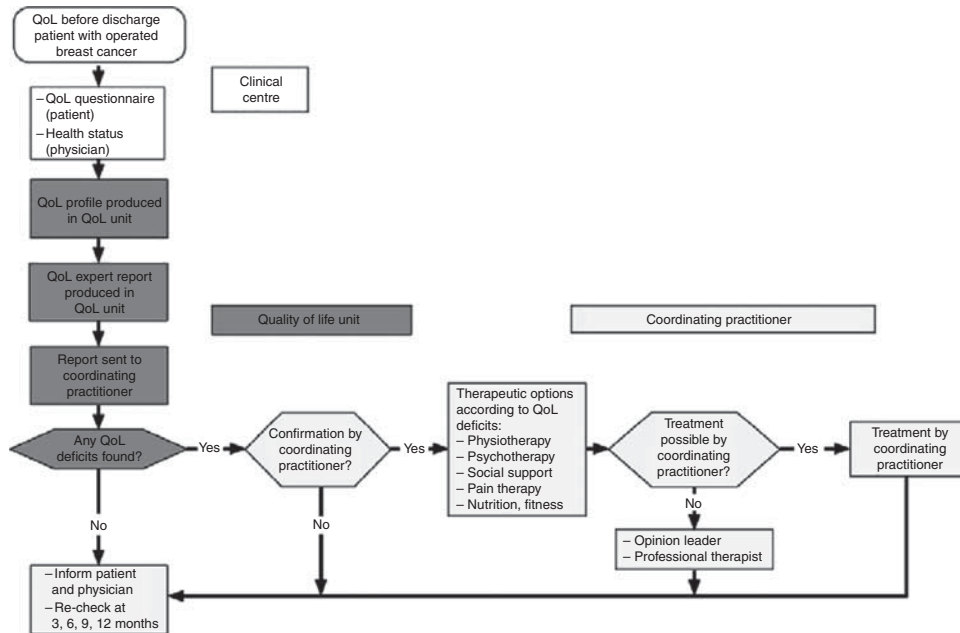 QoL before discharge
patient with operated
breast cancer
– QoL questionnaire
(patient)
– Health status
(physician)
Clinical
centre
QoL profile produced
in QoL unit
QoL expert report
produced in
QoL unit
Quality of life unit
Coordinating practitioner
Report sent to
coordinating
practitioner
Any QoL
deficits found?
Yes
Confirmation by
coordinating
practitioner?
Yes
Therapeutic options
according to QoL
deficits:
– Physiotherapy
– Psychotherapy
– Social support
– Pain therapy
– Nutrition, fitness
Treatment
possible by
coordinating
practitioner?
Yes
Treatment by
coordinating
practitioner
No
No
No
– Opinion leader
– Professional therapist
– Inform patient
and physician
– Re-check at
3, 6, 9, 12 months